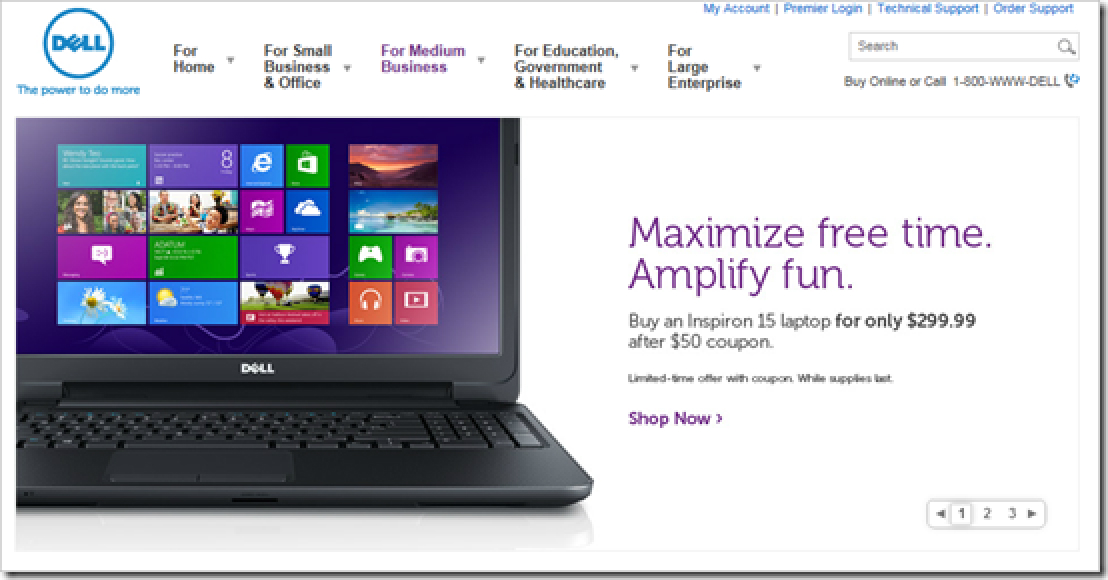 My Account | Premier Login | Technical Support | Order Support
DELL
The power to do more
For
Home
For Small
Business
& Office
For Medium
Business
For Education,
Government
& Healthcare
For
Large
Enterprise
Search
Buy Online or Call 1-800-WWW-DELL
Wendy Teo
8
ADATUM
DELL
Maximize free time.
Amplify fun.
Buy an Inspiron 15 laptop for only $299.99
after $50 coupon.
Limited-time offer with coupon. While supplies last.
Shop Now >
1 2 3